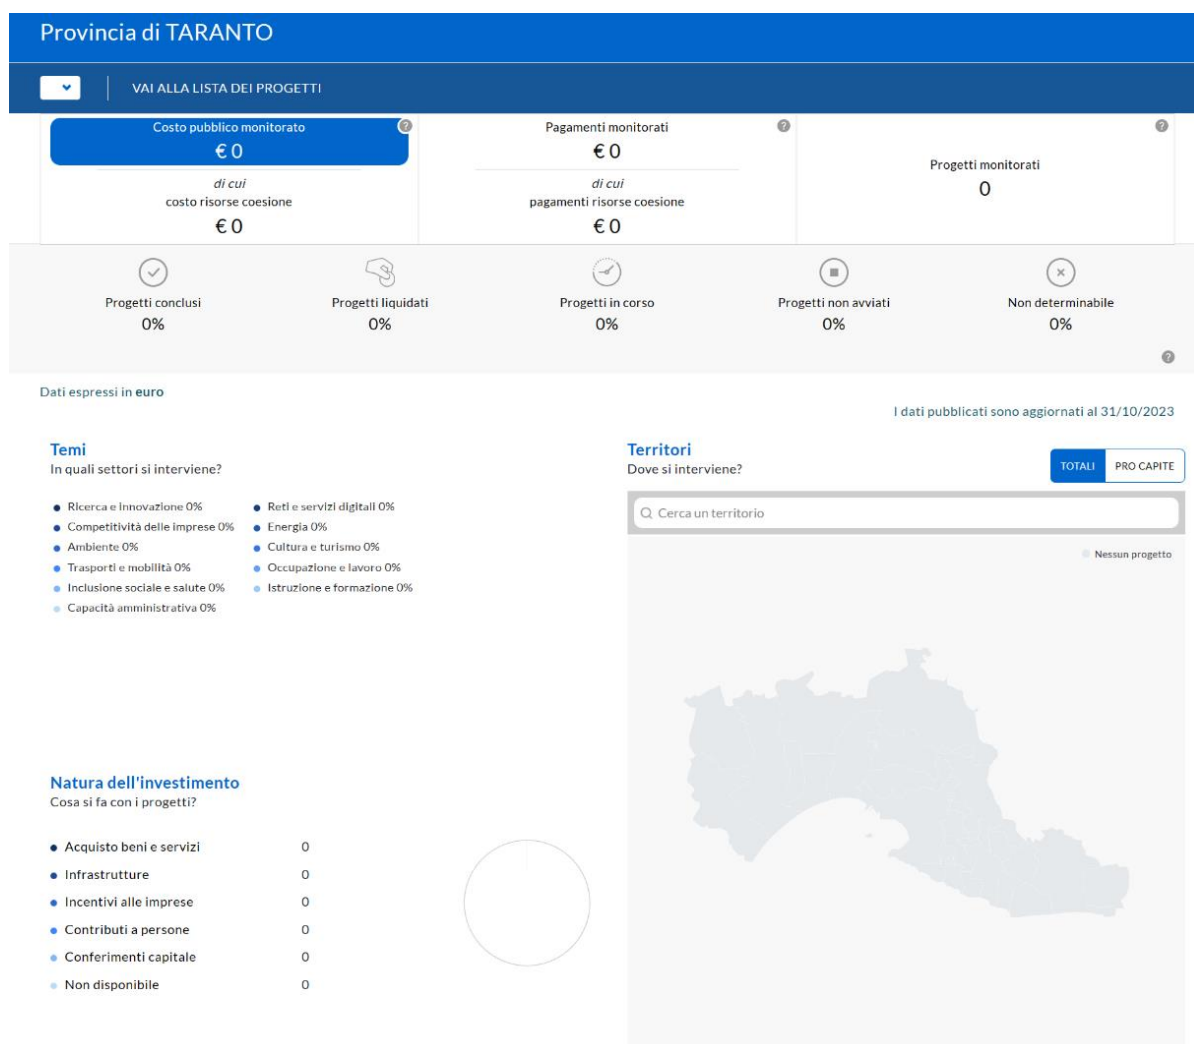 Provincia di TARANTO
VAI ALLA LISTA DEI PROGETTI
Costo pubblico monitorato
€ 0
di cui
costo risorse coesione
€ 0
Pagamenti monitorati
€ 0
di cui
pagamenti risorse coesione
€ 0
Progetti monitorati
0
Progetti conclusi
0%
Progetti liquidati
0%
Progetti in corso
0%
Progetti non avviati
0%
Non determinabile
0%
Dati espressi in euro
I dati pubblicati sono aggiornati al 31/10/2023
Temi
In quali settori si interviene?
Ricerca e innovazione 0%
Competitività delle imprese 0%
Ambiente 0%
Trasporti e mobilità 0%
Inclusione sociale e salute 0%
Capacità amministrativa 0%
Reti e servizi digitali 0%
Energia 0%
Cultura e turismo 0%
Occupazione e lavoro 0%
Istruzione e formazione 0%
Territori
Dove si interviene?
TOTALI PRO CAPITE
Cerca un territorio
Nessun progetto
Natura dell'investimento
Cosa si fa con i progetti?
Acquisto beni e servizi 0
Infrastrutture 0
Incentivi alle imprese 0
Contributi a persone 0
Conferimenti capitale 0
Non disponibile 0